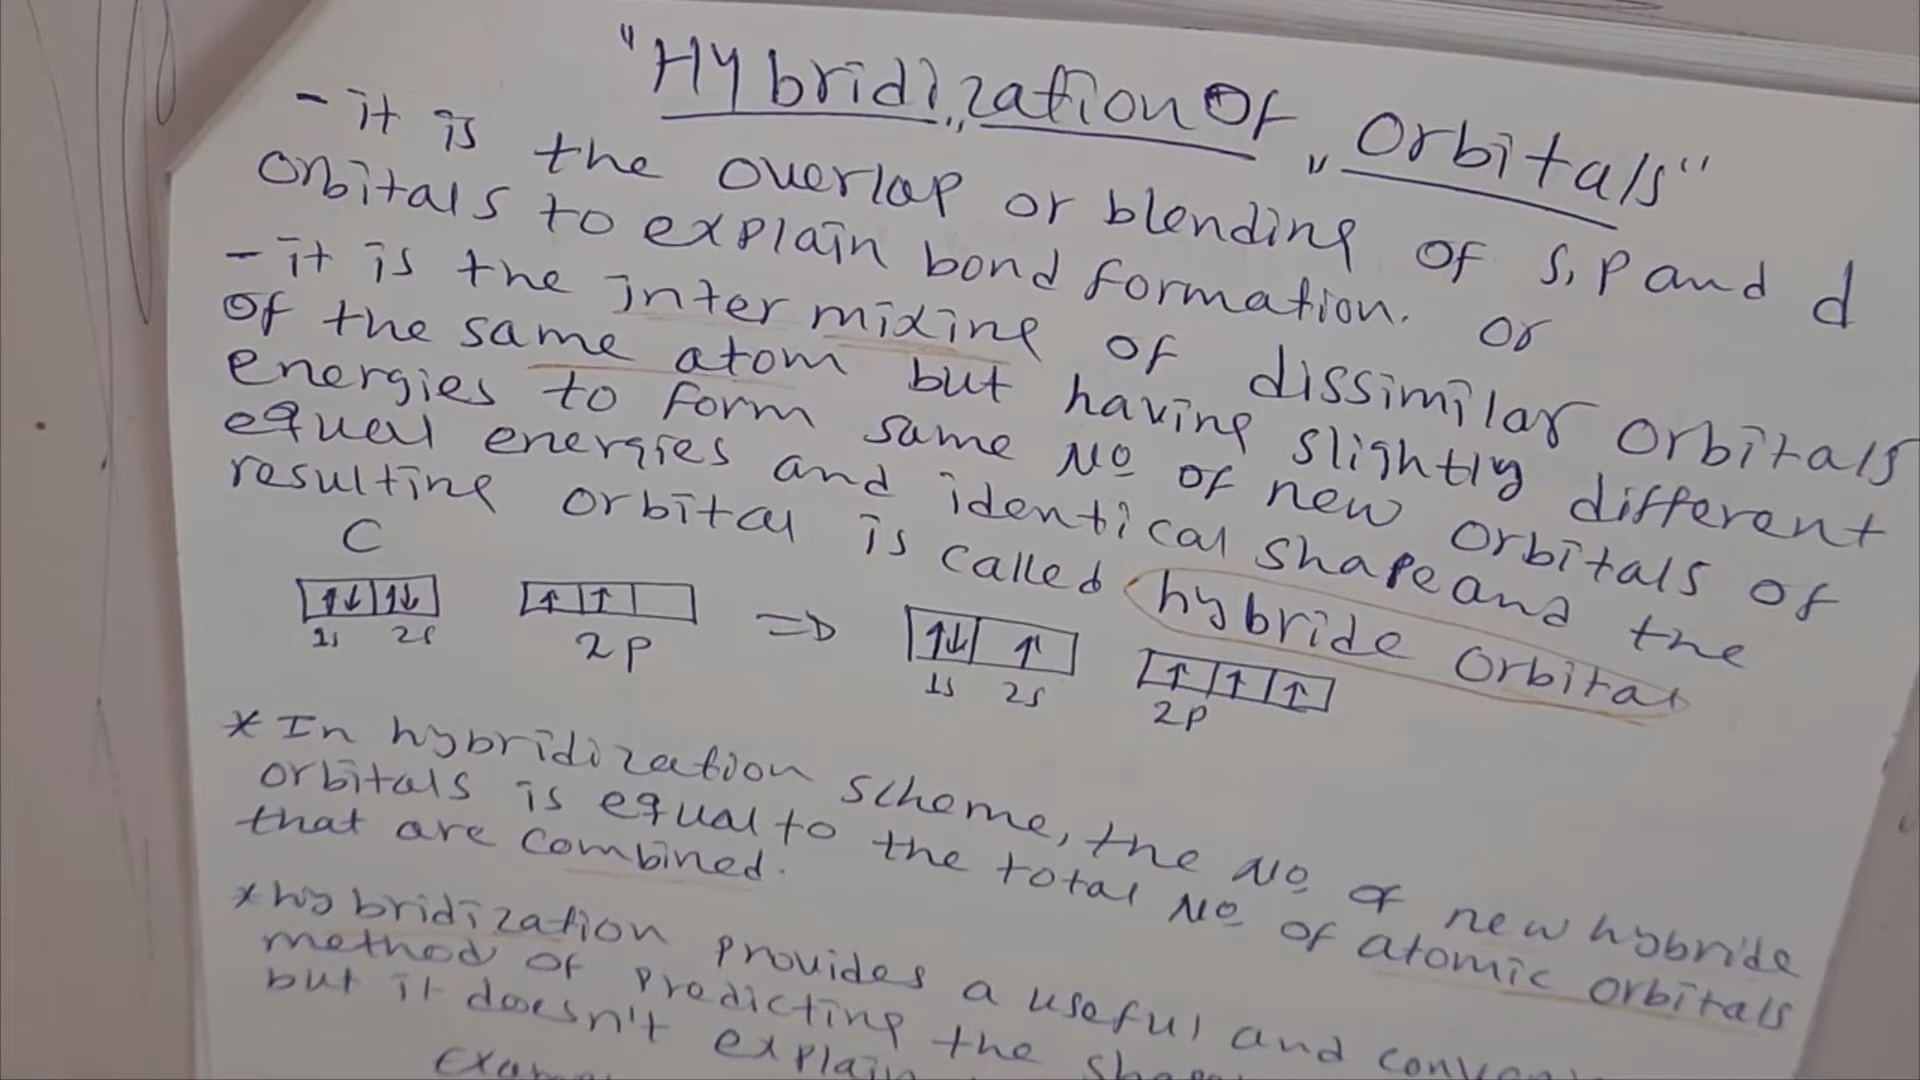 "Hybridization Of "Orbitals"
- it is the overlap or blending of s, p and d
orbitals to explain bond formation. or
- it is the intermixing of dissimilar orbitals
of the same atom but having slightly different
energies to form same No of new orbitals of
equal energies and identical shape and the
resulting orbital is called hybride orbital
C
↑↓ ↑↓ ↑ ↑ => ↑↓ ↑ ↑ ↑ ↑
1s 2s 2p 1s 2s 2p
* In hybridization scheme, the No of new hybride
orbitals is equal to the total No of atomic orbitals
that are combined.
* hybridization provides a useful and
method of predicting the
but it doesn't explain